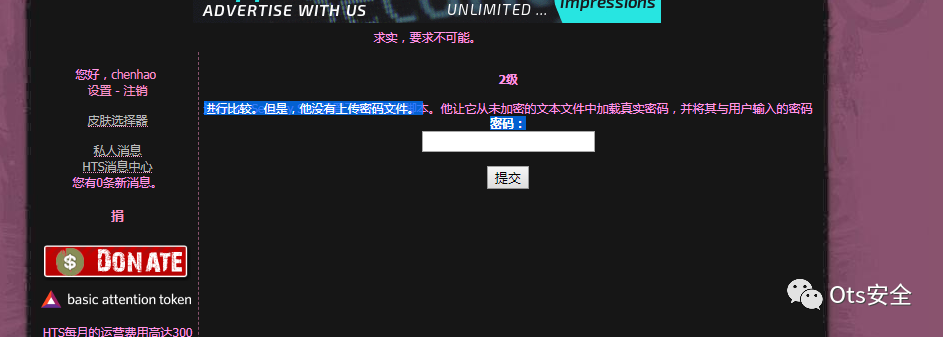 ADVERTISE WITH US
UNLIMITED ...
impressions
求实，要求不可能。
您好，chenhao
设置 - 注销
皮肤选择器
私人消息
HTS消息中心
您有0条新消息。
捐
$ DONATE
basic attention token
HTS每月的运营费用高达300
2级
进行比较。但是，他没有上传密码文件。本。他让它从未加密的文本文件中加载真实密码，并将其与用户输入的密码
密码：
提交
Ots安全